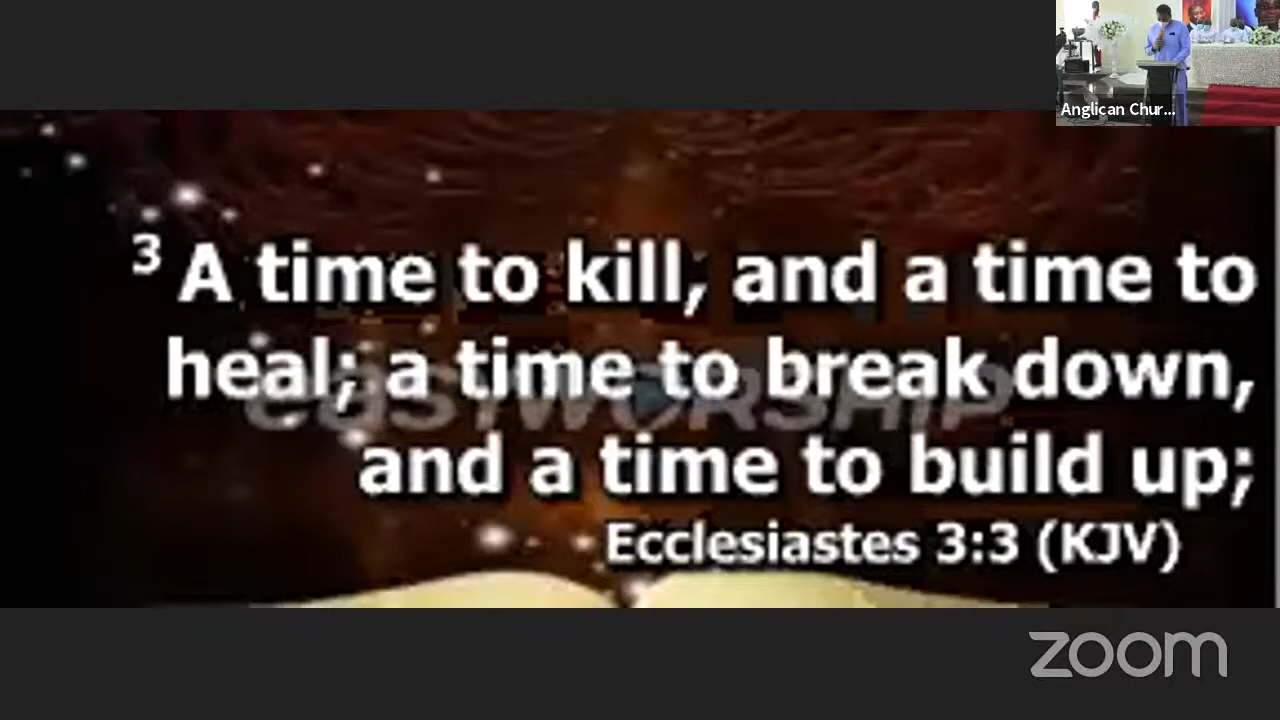 Anglican Chur...
3 A time to kill, and a time to
heal; a time to break down,
and a time to build up;
Ecclesiastes 3:3 (KJV)
easyworship
zoom